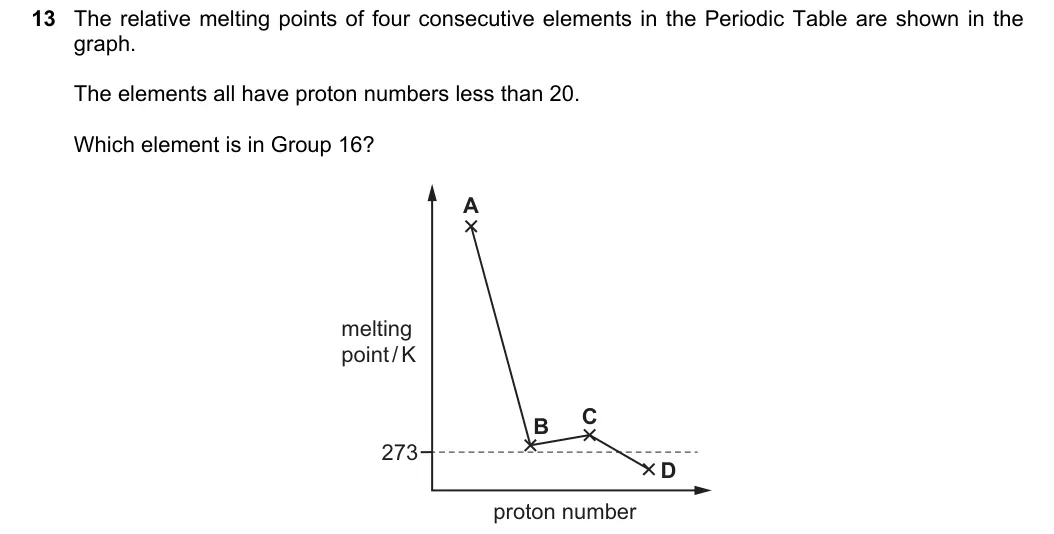 13 The relative melting points of four consecutive elements in the Periodic Table are shown in the
graph.
The elements all have proton numbers less than 20.
Which element is in Group 16?
A
melting
point / K
B
C
273
D
proton number